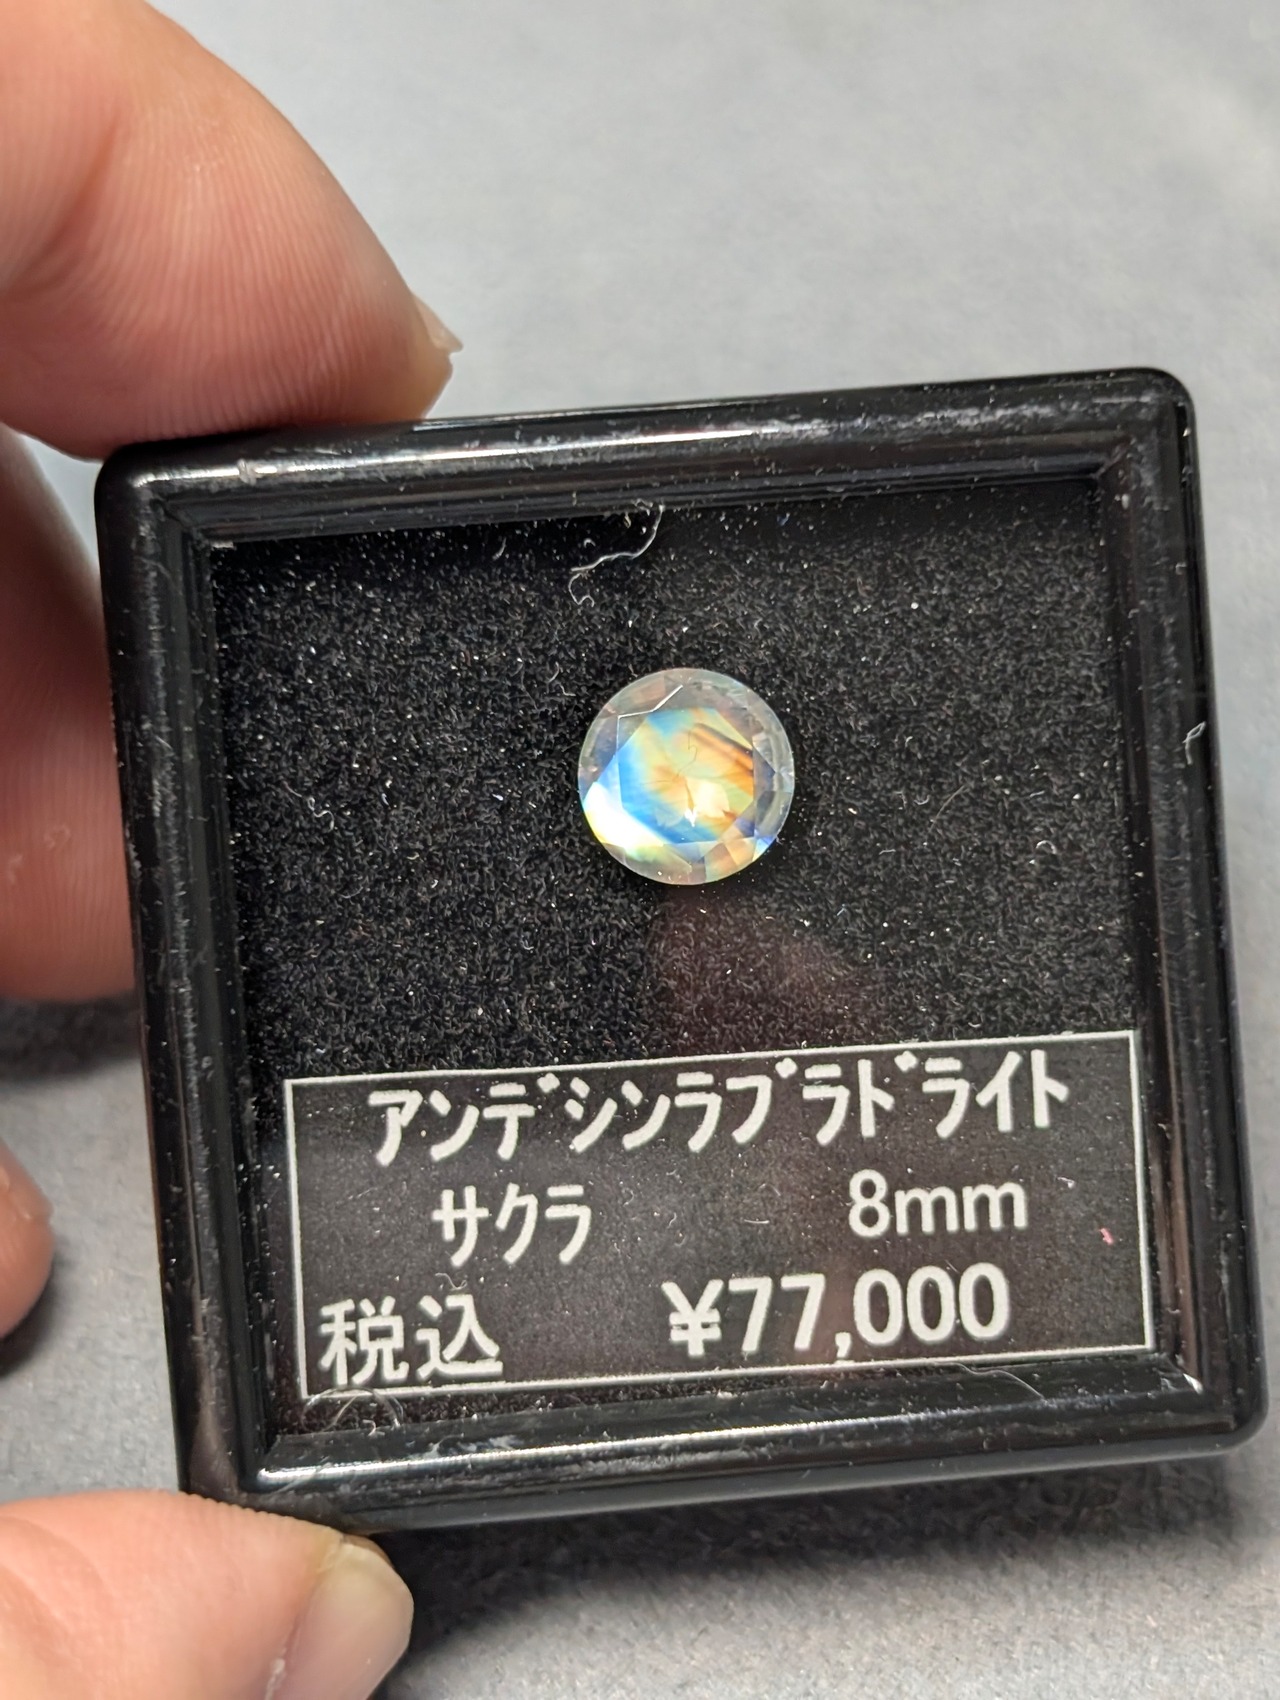 アンデシンラブラドライト
サクラ 8mm
税込 ¥77,000